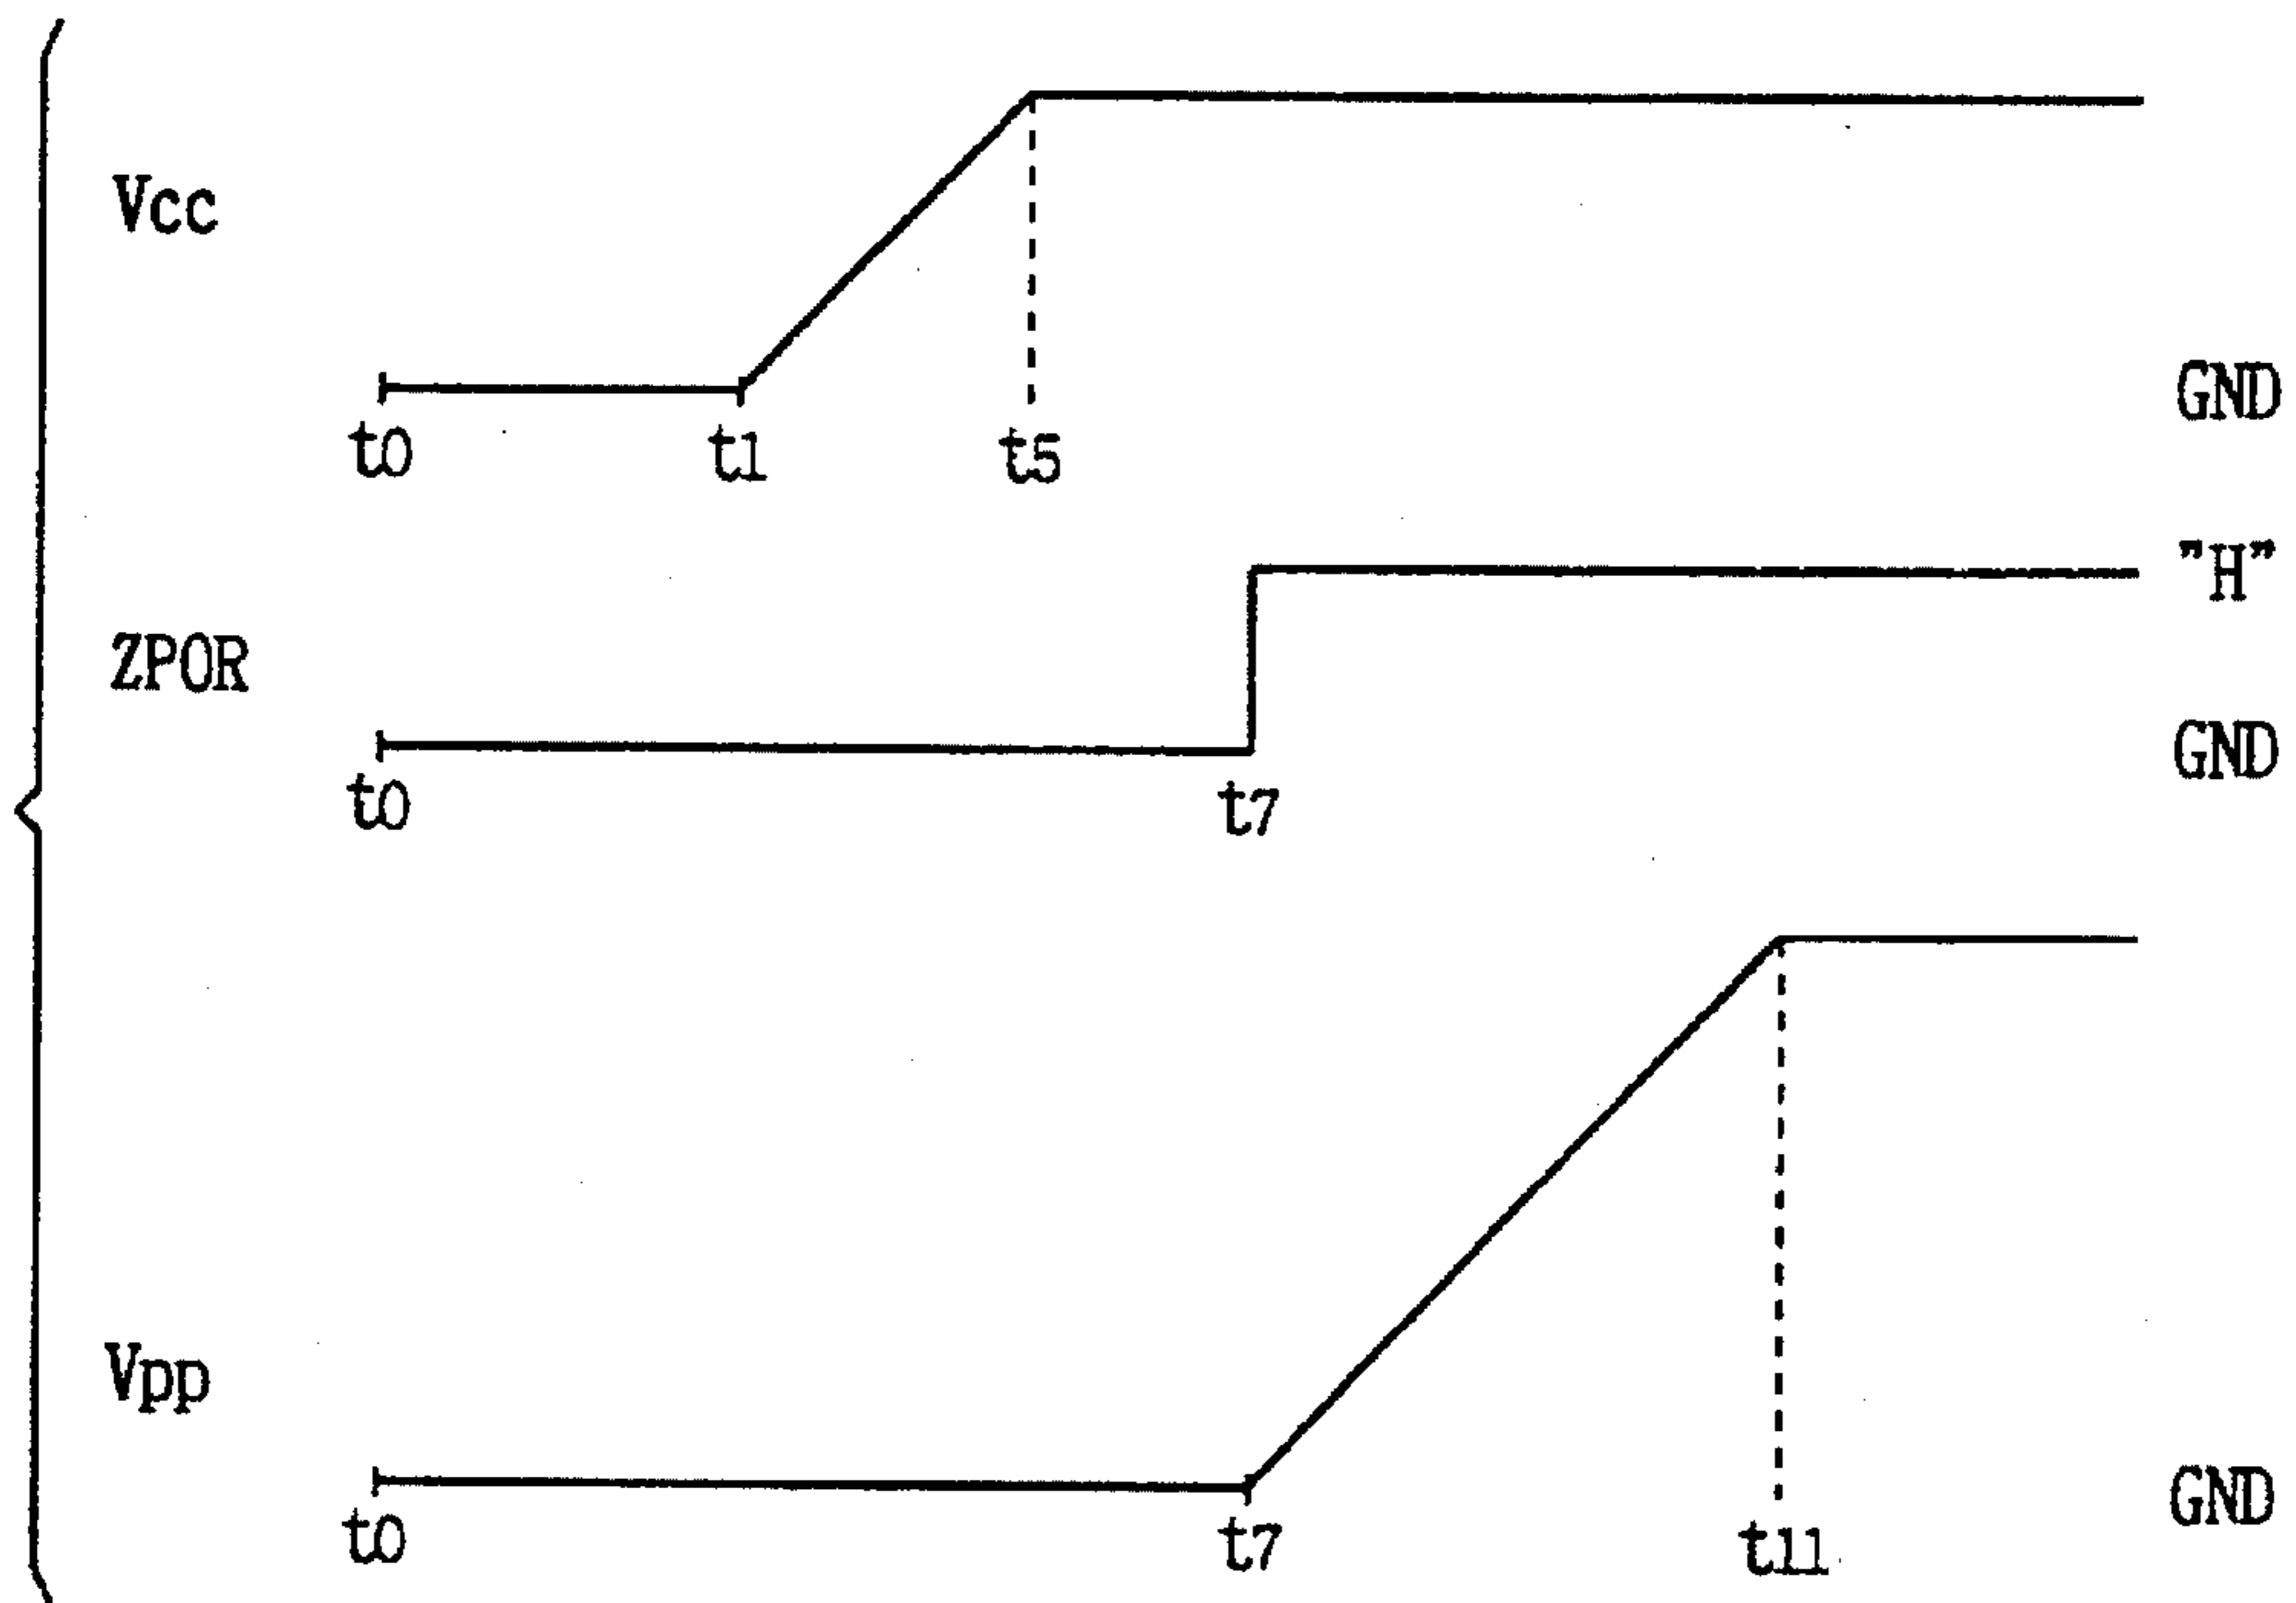 Vcc
GND
t0 t1 t5
"H"
ZPOR
GND
t0 t7
Vpp
GND
t0 t7 t11